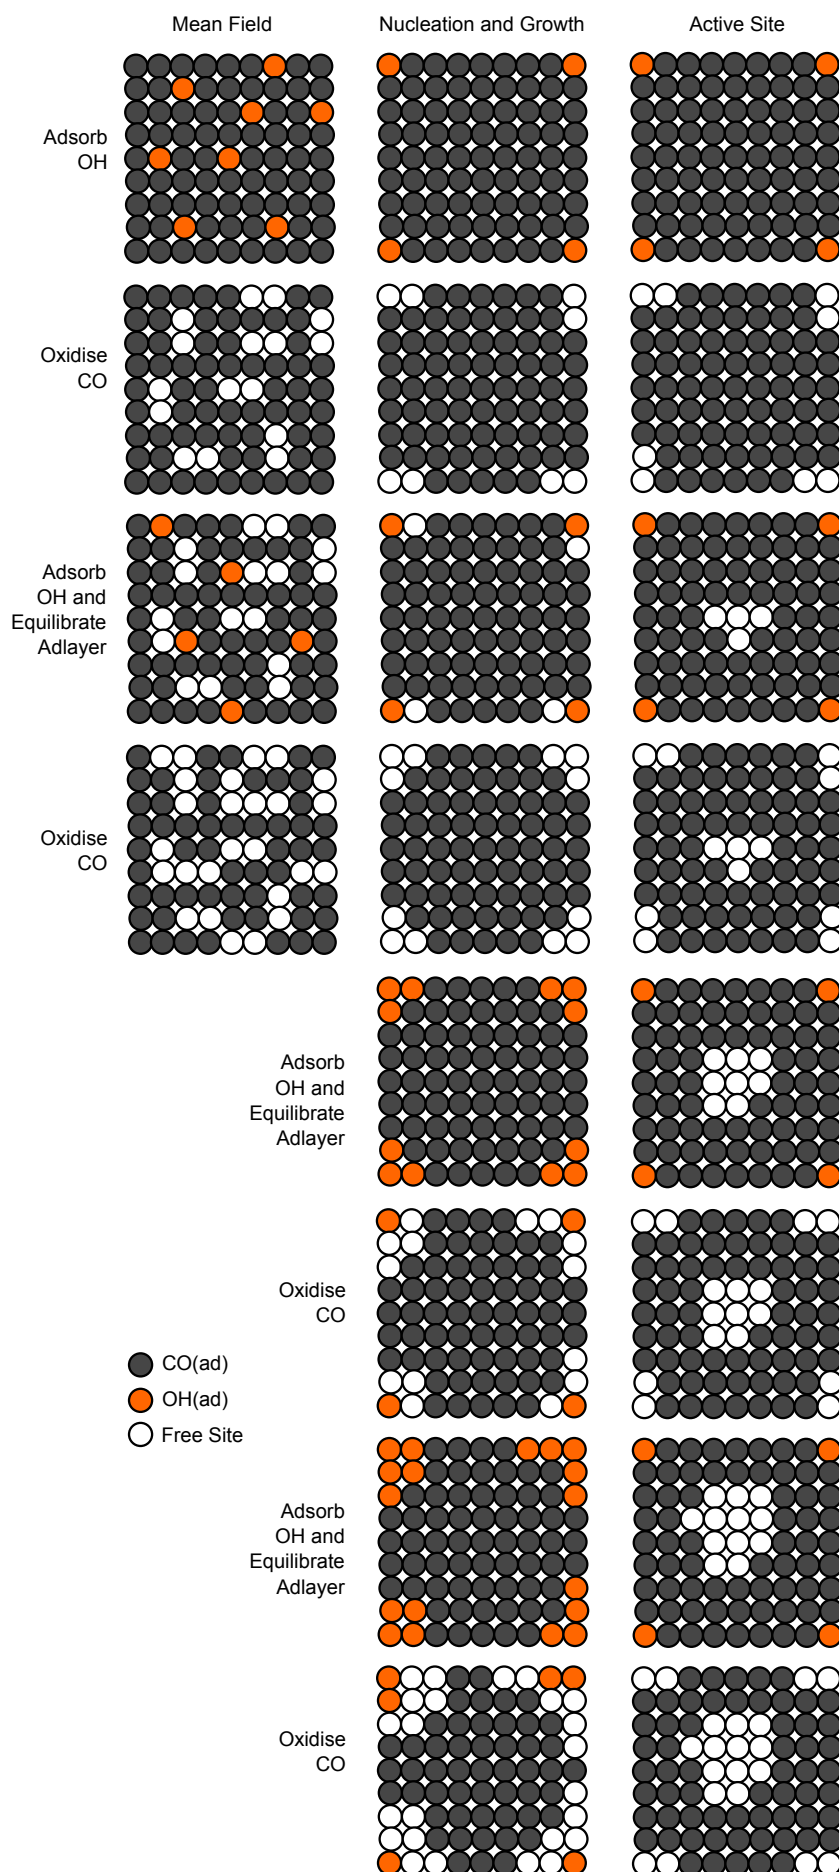 Mean Field
Nucleation and Growth
Active Site
Adsorb
OH
Oxidise
CO
Adsorb
OH and
Equilibrate
Adlayer
Oxidise
CO
Adsorb
OH and
Equilibrate
Adlayer
Oxidise
CO
CO(ad)
OH(ad)
Free Site
Adsorb
OH and
Equilibrate
Adlayer
Oxidise
CO